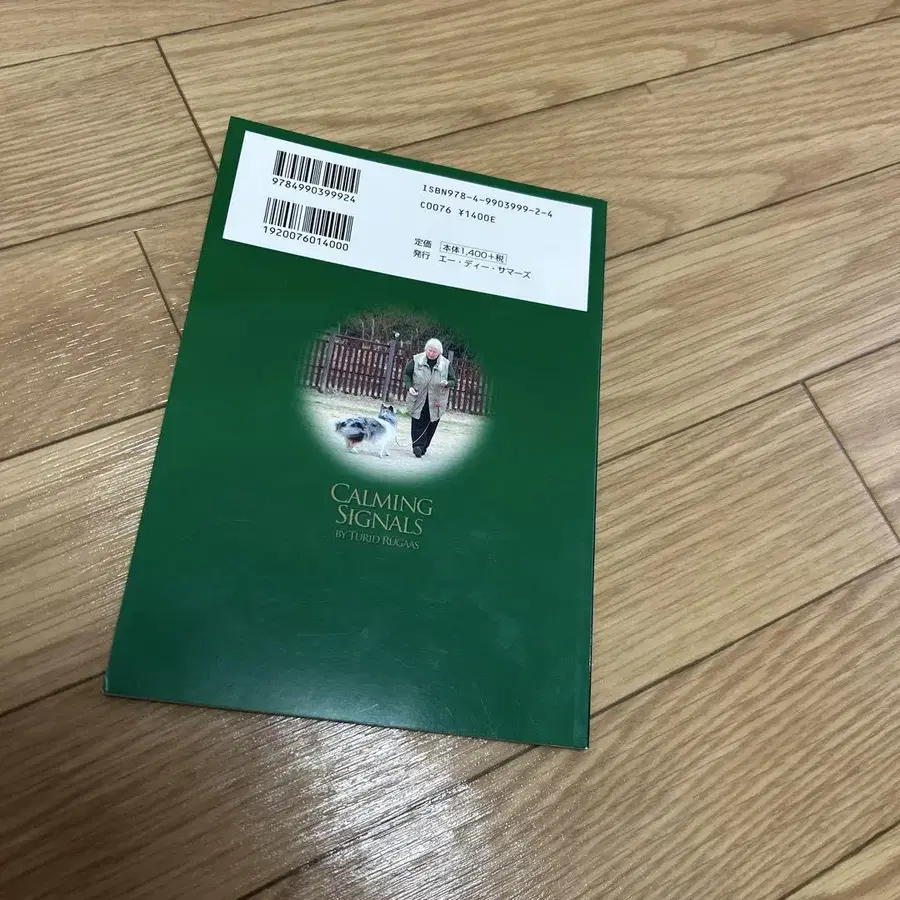 9784990399924
1920076014000
ISBN978-4-9903999-2-4
C0076 ¥1400E
定価 本体1,400+税
発行 エー・ディー・サマーズ
CALMING
SIGNALS
BY TURID RUGAAS